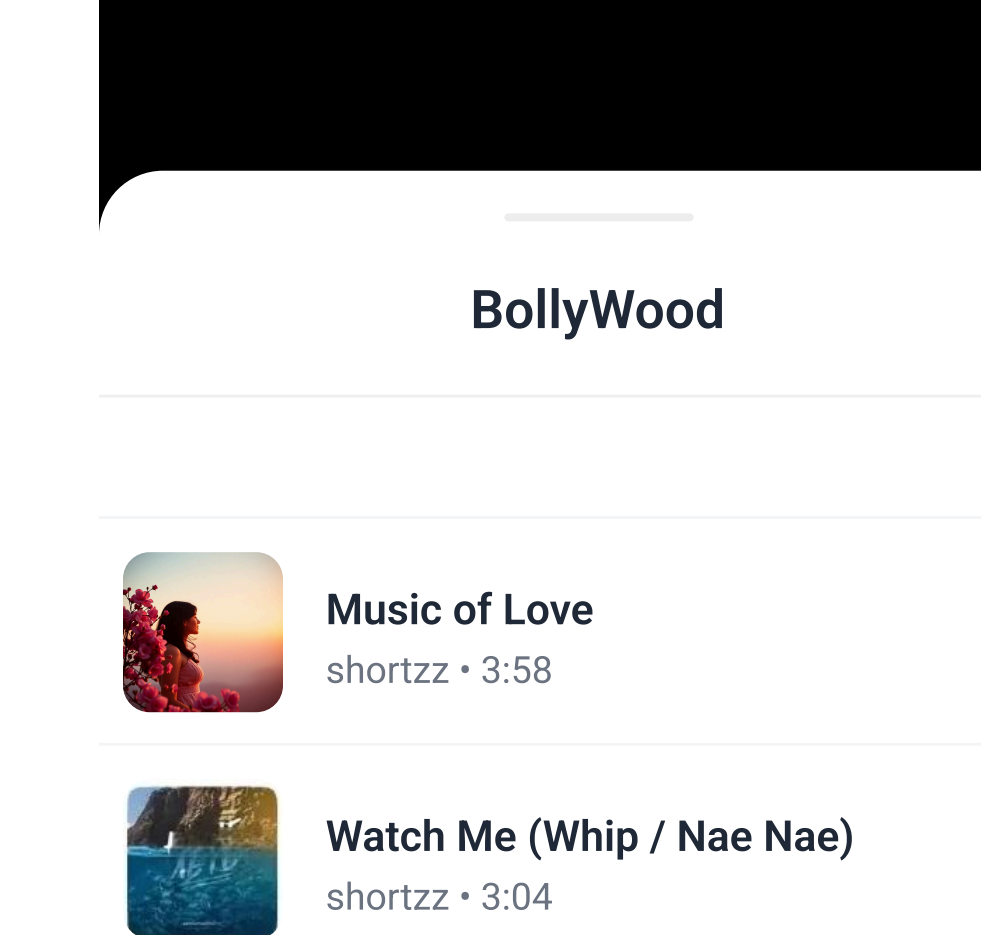 BollyWood
Music of Love
shortzz • 3:58
Watch Me (Whip / Nae Nae)
shortzz • 3:04